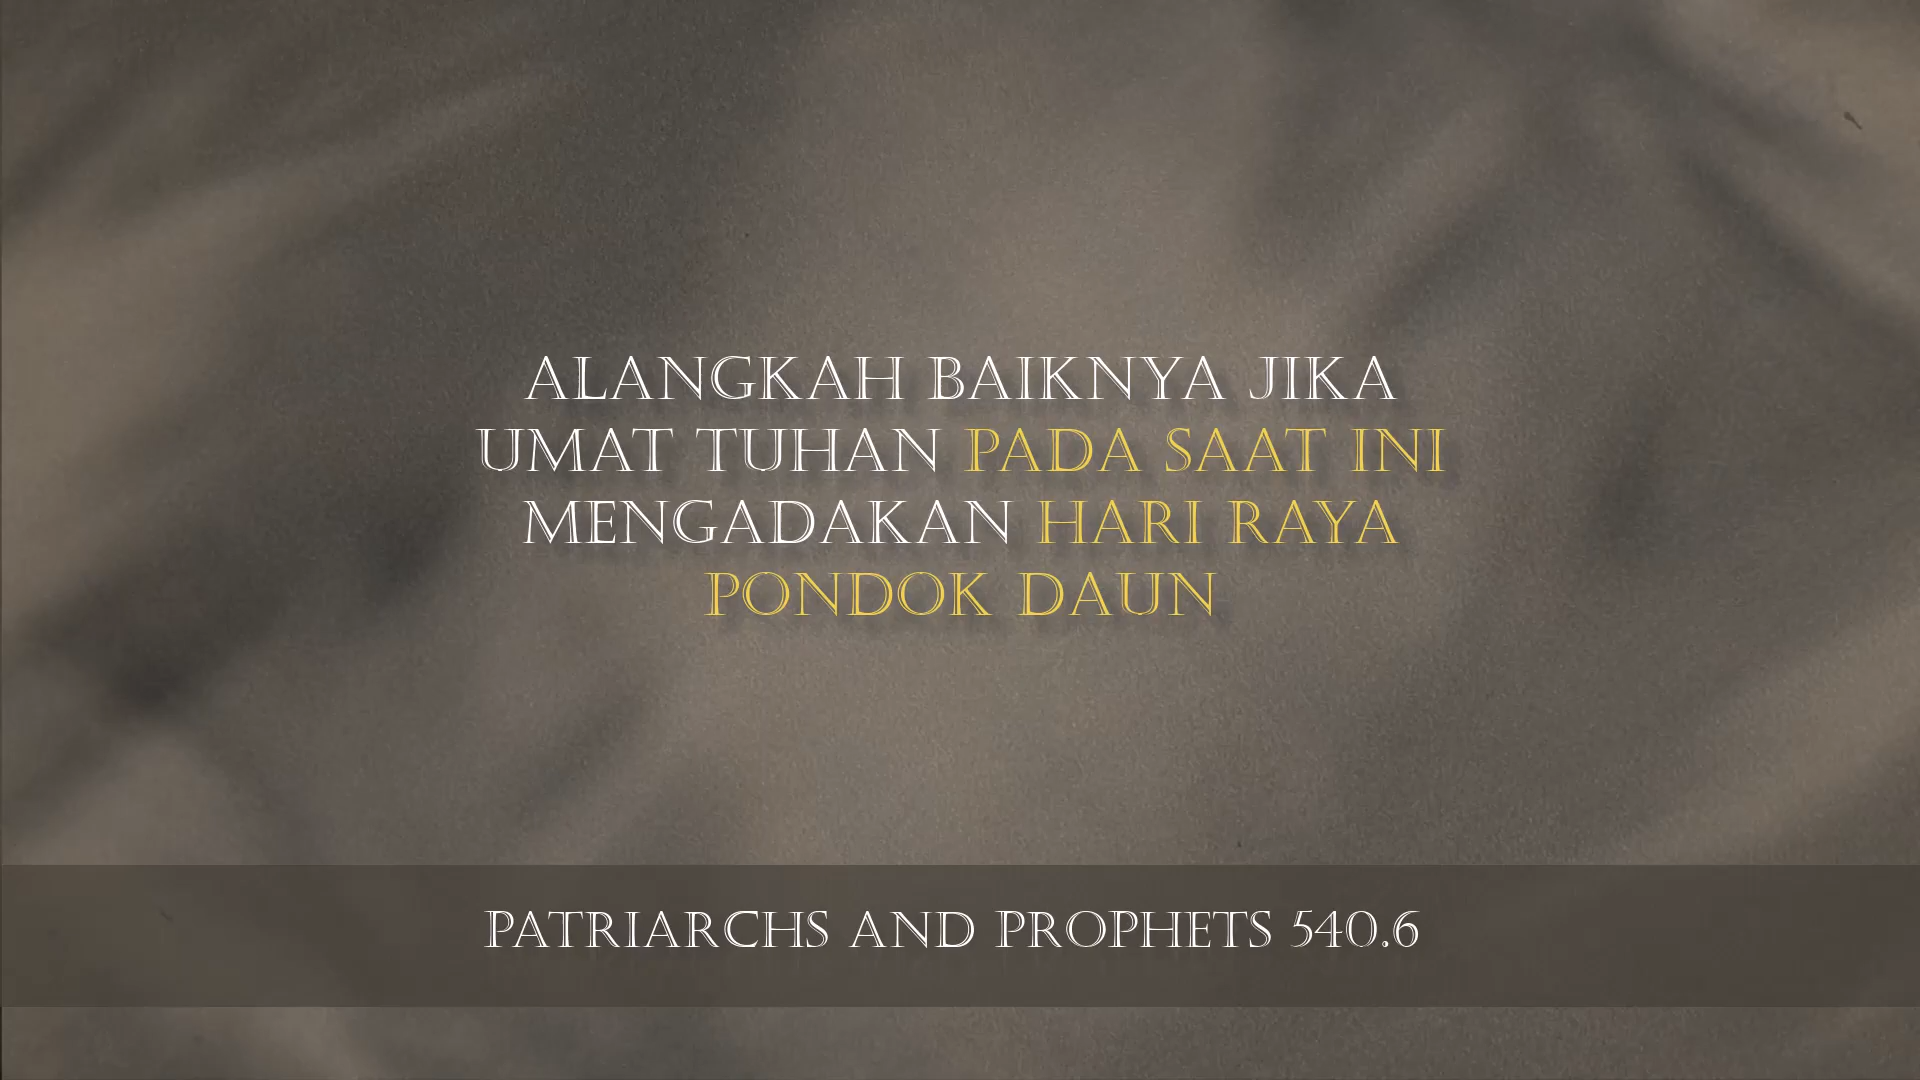 ALANGKAH BAIKNYA JIKA
UMAT TUHAN PADA SAAT INI
MENGADAKAN HARI RAYA
PONDOK DAUN
PATRIARCHS AND PROPHETS 540.6